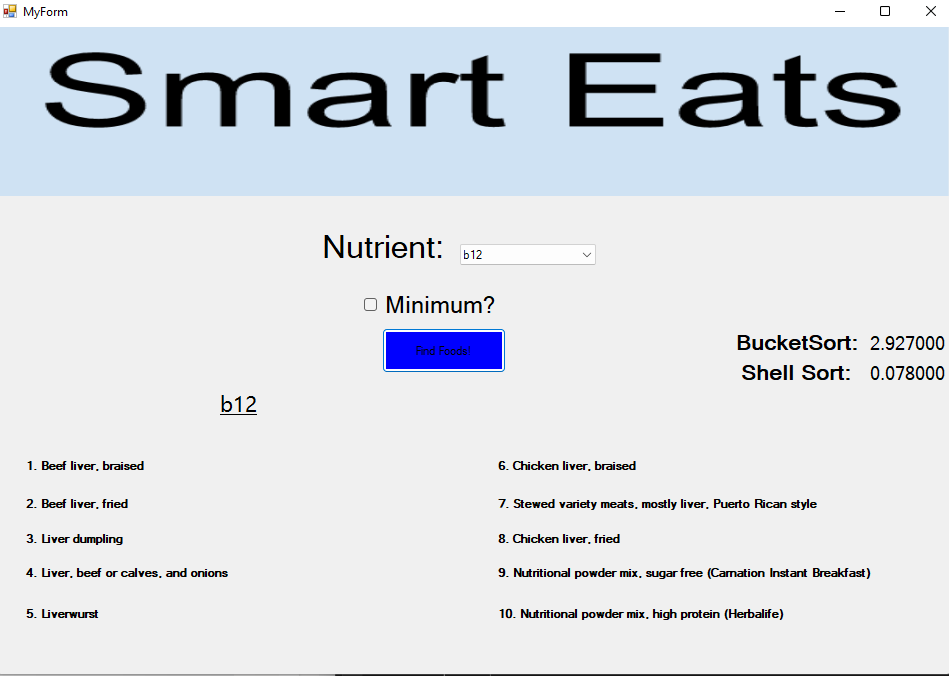 MyForm
Smart Eats
Nutrient: b12
Minimum?
Find Foods!
BucketSort: 2.927000
Shell Sort: 0.078000
b12
1. Beef liver, braised
2. Beef liver, fried
3. Liver dumpling
4. Liver, beef or calves, and onions
5. Liverwurst
6. Chicken liver, braised
7. Stewed variety meats, mostly liver, Puerto Rican style
8. Chicken liver, fried
9. Nutritional powder mix, sugar free (Carnation Instant Breakfast)
10. Nutritional powder mix, high protein (Herbalife)